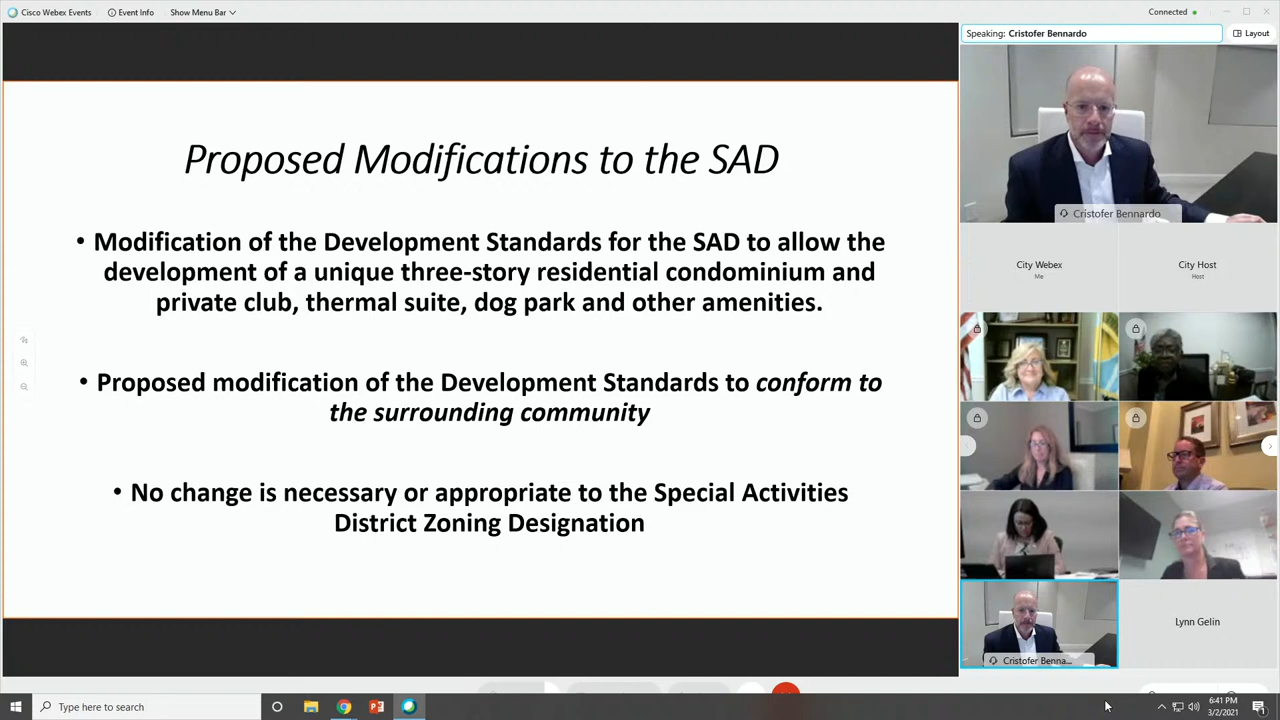 Cisco Webex Events
Event Info
Show Menu Bar
Connected
Speaking: Cristofer Bennardo
Layout
Proposed Modifications to the SAD
• Modification of the Development Standards for the SAD to allow the
development of a unique three-story residential condominium and
private club, thermal suite, dog park and other amenities.
• Proposed modification of the Development Standards to conform to
the surrounding community
• No change is necessary or appropriate to the Special Activities
District Zoning Designation
Cristofer Bennardo
City Webex
Me
City Host
Host
Cristofer Benna...
Lynn Gelin
Type here to search
6:41 PM
3/2/2021